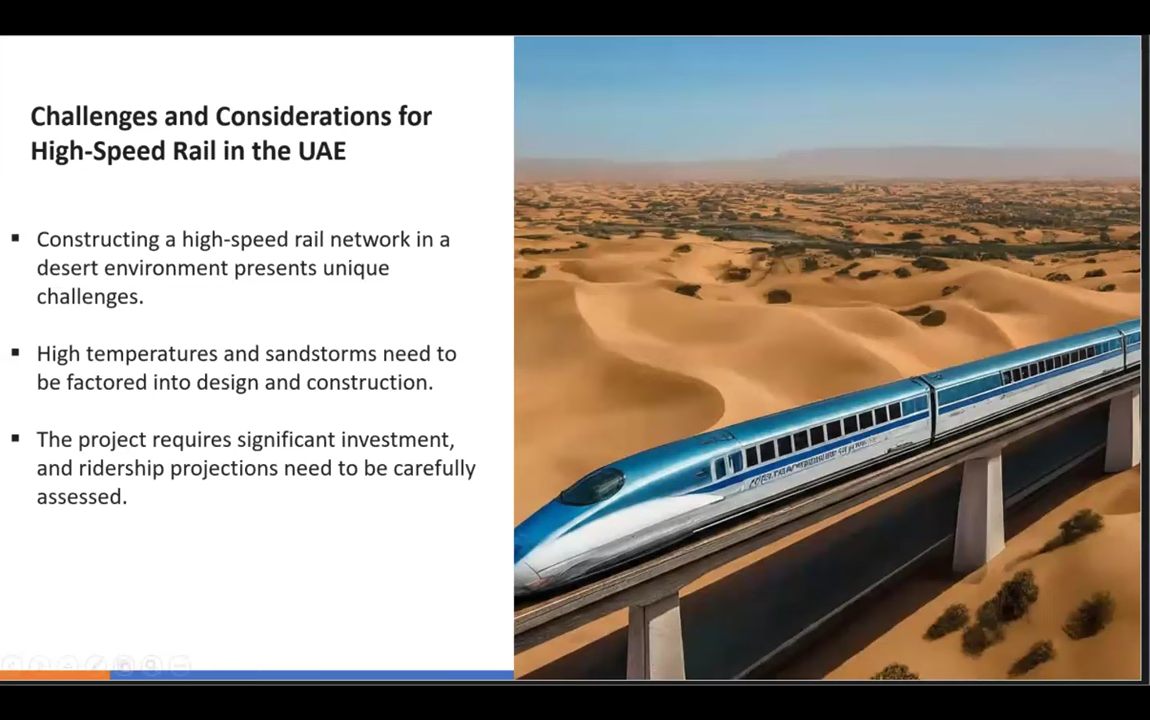 Challenges and Considerations for
High-Speed Rail in the UAE
▪ Constructing a high-speed rail network in a
desert environment presents unique
challenges.
▪ High temperatures and sandstorms need to
be factored into design and construction.
▪ The project requires significant investment,
and ridership projections need to be carefully
assessed.